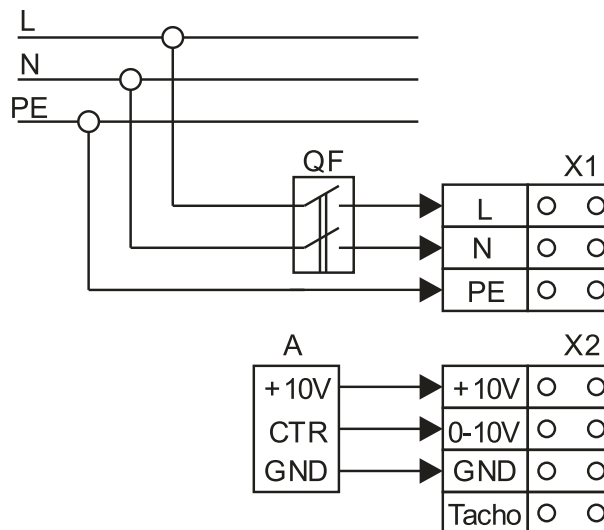 L
N
PE
QF
X1
L
N
PE
A
X2
+10V
+10V
CTR
0-10V
GND
GND
Tacho